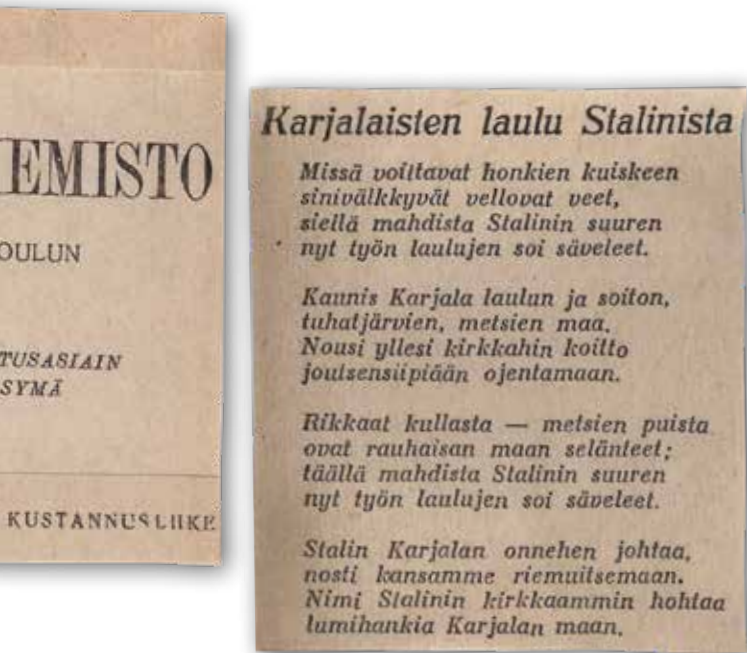 EMISTO
OULUN
TUSASIAIN
SYMÄ
KUSTANNUSLIIKE
Karjalaisten laulu Stalinista
Missä voittavat honkien kuiskeen
sinivälkkyvät vellovat veet,
siellä mahdista Stalinin suuren
nyt työn laulujen soi säveleet.
Kaunis Karjala laulun ja soiton,
tuhatjärvien, metsien maa.
Nousi yllesi kirkkahin koitto
joutsensiipiään ojentamaan.
Rikkaat kullasta — metsien puista
ovat rauhaisan maan selänteet;
täällä mahdista Stalinin suuren
nyt työn laulujen soi säveleet.
Stalin Karjalan onnehen johtaa,
nosti kansamme riemuitsemaan.
Nimi Stalinin kirkkaammin hohtaa
lumihankia Karjalan maan.